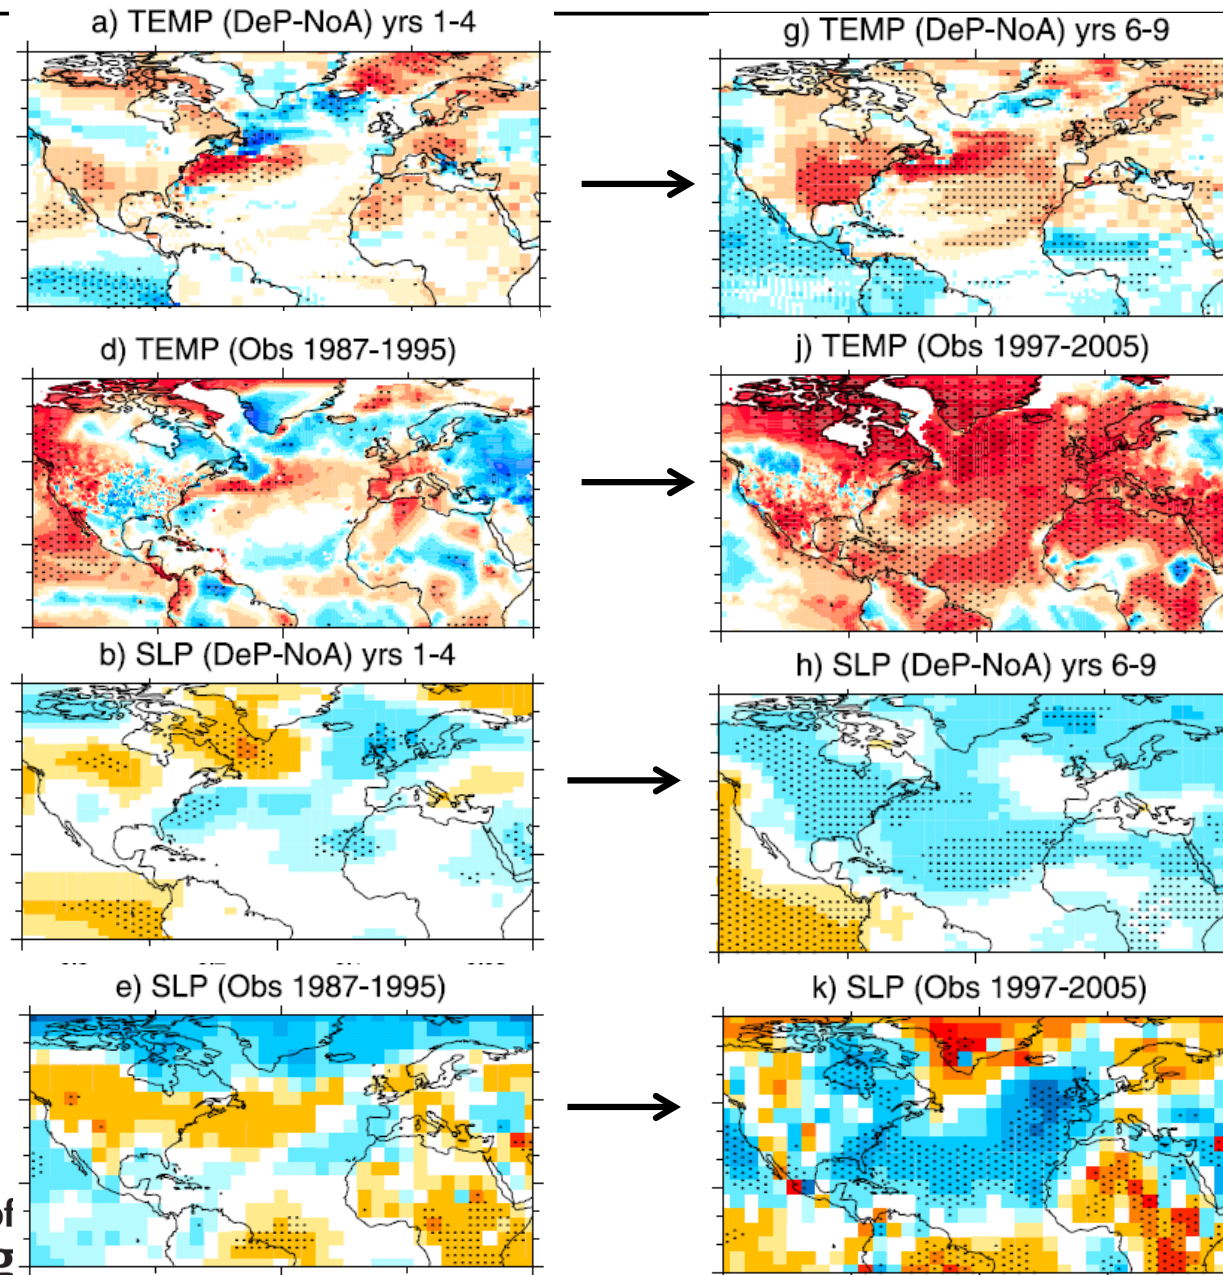 a) TEMP (DeP-NoA) yrs 1-4
g) TEMP (DeP-NoA) yrs 6-9
d) TEMP (Obs 1987-1995)
j) TEMP (Obs 1997-2005)
b) SLP (DeP-NoA) yrs 1-4
h) SLP (DeP-NoA) yrs 6-9
e) SLP (Obs 1987-1995)
k) SLP (Obs 1997-2005)
of
g